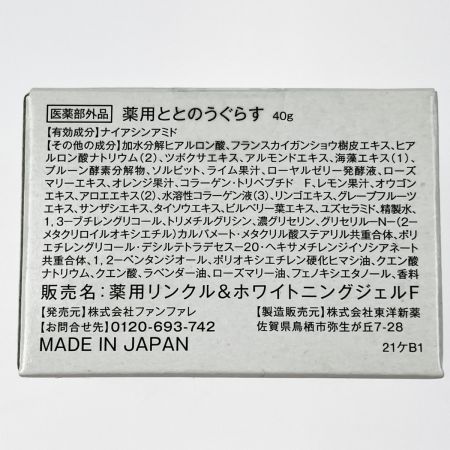 医薬部外品 薬用ととのうぐらす 40g
【有効成分】ナイアシンアミド
【その他の成分】加水分解ヒアルロン酸、フランスカイガンショウ樹皮エキス、ヒア
ルロン酸ナトリウム(2)、ツボクサエキス、アルモンドエキス、海藻エキス(1)、
プルーン酵素分解物、ソルビット、ライム果汁、ローヤルゼリー発酵液、ローズ
マリーエキス、オレンジ果汁、コラーゲン・トリペプチド F、レモン果汁、オウゴン
エキス、アロエエキス(2)、水溶性コラーゲン液(3)、リンゴエキス、グレープフルーツ
エキス、サンザシエキス、タイソウエキス、ビルベリー葉エキス、ユズセラミド、精製水、
1,3-ブチレングリコール、トリメチルグリシン、濃グリセリン、グリセリル-N-(2-
メタクリロイルオキシエチル)カルバメート・メタクリル酸ステアリル共重合体、ポリ
エチレングリコール・デシルテトラデセス-20・ヘキサメチレンジイソシアネート
共重合体、1,2-ペンタンジオール、ポリオキシエチレン硬化ヒマシ油、クエン酸
ナトリウム、クエン酸、ラベンダー油、ローズマリー油、フェノキシエタノール、香料
販売名:薬用リンクル&ホワイトニングジェルF
【発売元】株式会社ファンファレ 【製造販売元】株式会社東洋新薬
【お問合せ先】0120-693-742 佐賀県鳥栖市弥生が丘7-28
MADE IN JAPAN 21ケB1